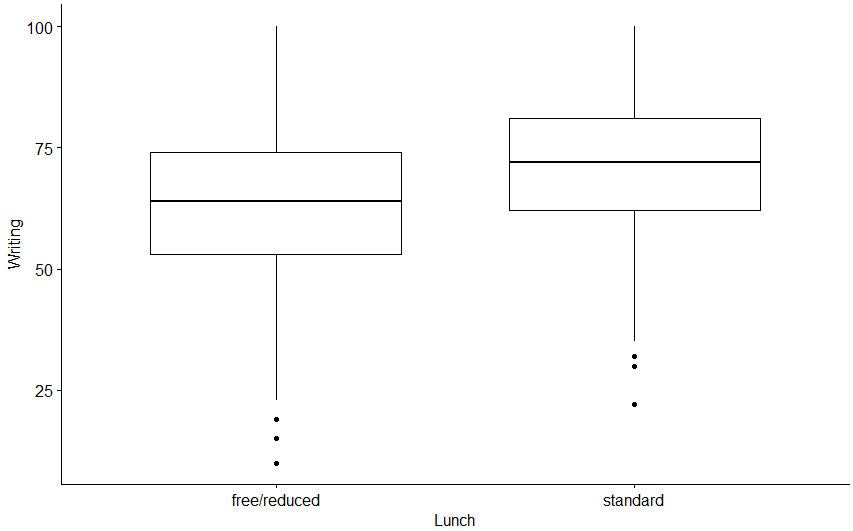 100
75
50
25
Writing
free/reduced
standard
Lunch